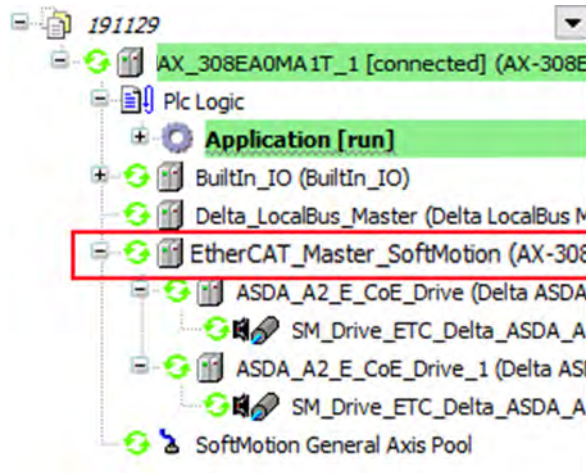 191129
AX_308EA0MA1T_1 [connected] (AX-308E
Plc Logic
Application [run]
BuiltIn_IO (BuiltIn_IO)
Delta_LocalBus_Master (Delta LocalBus M
EtherCAT_Master_SoftMotion (AX-308
ASDA_A2_E_CoE_Drive (Delta ASDA
SM_Drive_ETC_Delta_ASDA_A
ASDA_A2_E_CoE_Drive_1 (Delta ASI
SM_Drive_ETC_Delta_ASDA_A
SoftMotion General Axis Pool